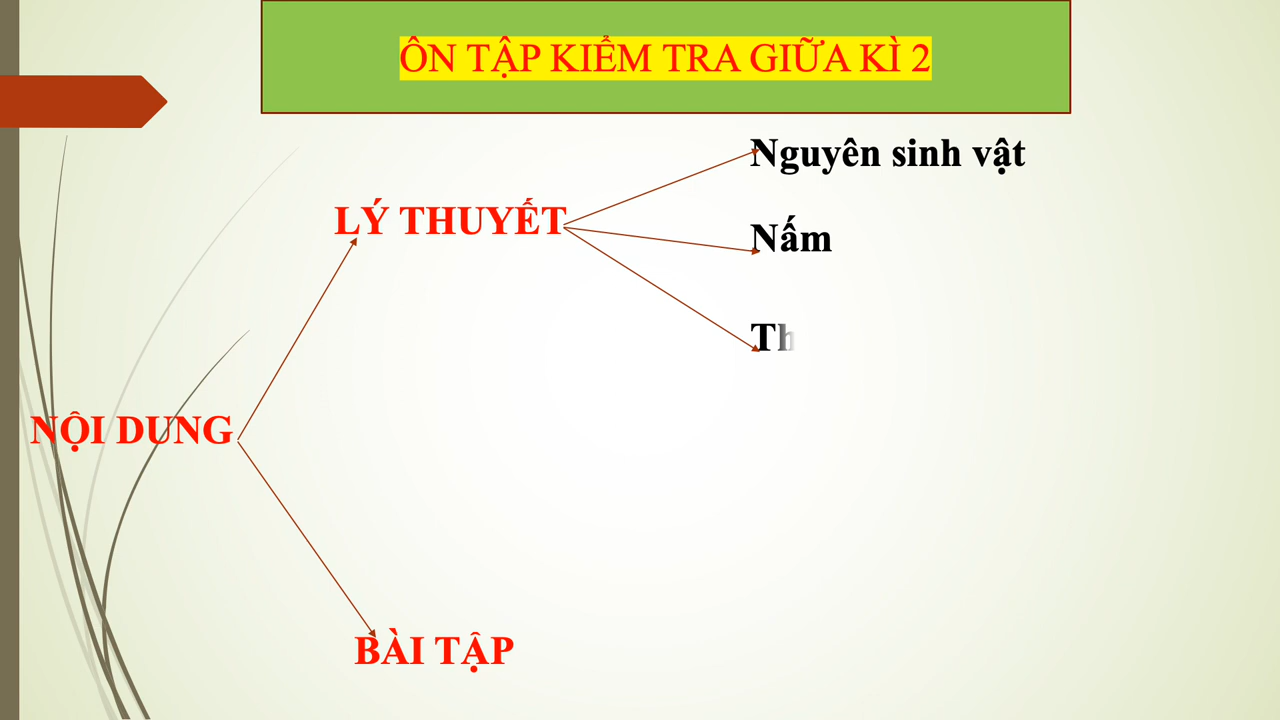 ÔN TẬP KIỂM TRA GIỮA KÌ 2
Nguyên sinh vật
LÝ THUYẾT
Nấm
Th
NỘI DUNG
BÀI TẬP